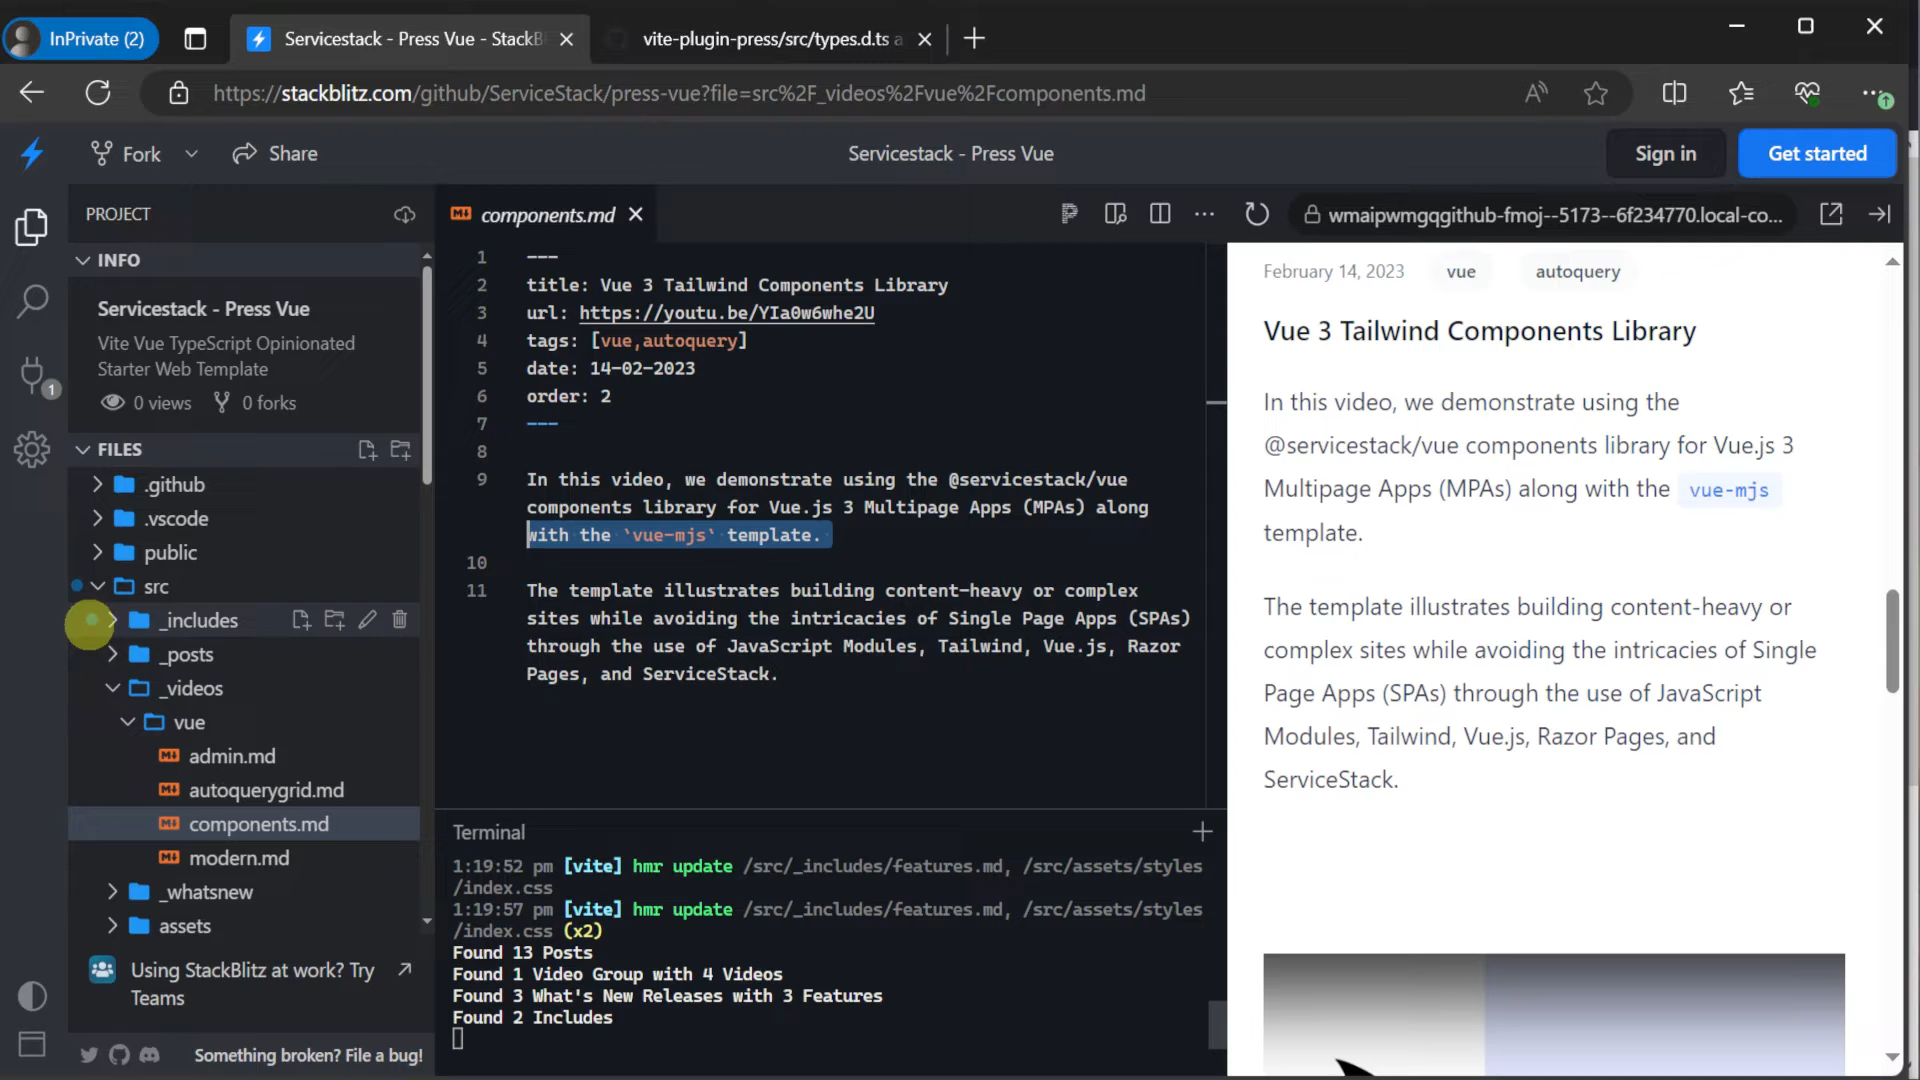 InPrivate (2)
Servicestack - Press Vue - StackB
vite-plugin-press/src/types.d.ts a
https://stackblitz.com/github/ServiceStack/press-vue?file=src%2F_videos%2Fvue%2Fcomponents.md
Fork
Share
Servicestack - Press Vue
Sign in
Get started
PROJECT
components.md
wmaipwmgqgithub-fmoj--5173--6f234770.local-co...
INFO
Servicestack - Press Vue
Vite Vue TypeScript Opinionated
Starter Web Template
0 views
0 forks
1
FILES
.github
.vscode
public
src
_includes
_posts
_videos
vue
admin.md
autoquerygrid.md
components.md
modern.md
_whatsnew
assets
Using StackBlitz at work? Try
Teams
Something broken? File a bug!
1 ---
2 title: Vue 3 Tailwind Components Library
3 url: https://youtu.be/YIa0w6whe2U
4 tags: [vue,autoquery]
5 date: 14-02-2023
6 order: 2
7 ---
8
9 In this video, we demonstrate using the @servicestack/vue
components library for Vue.js 3 Multipage Apps (MPAs) along
with the `vue-mjs` template.
10
11 The template illustrates building content-heavy or complex
sites while avoiding the intricacies of Single Page Apps (SPAs)
through the use of JavaScript Modules, Tailwind, Vue.js, Razor
Pages, and ServiceStack.
Terminal
1:19:52 pm [vite] hmr update /src/_includes/features.md, /src/assets/styles
/index.css
1:19:57 pm [vite] hmr update /src/_includes/features.md, /src/assets/styles
/index.css (x2)
Found 13 Posts
Found 1 Video Group with 4 Videos
Found 3 What's New Releases with 3 Features
Found 2 Includes
February 14, 2023 vue autoquery
Vue 3 Tailwind Components Library
In this video, we demonstrate using the
@servicestack/vue components library for Vue.js 3
Multipage Apps (MPAs) along with the vue-mjs
template.
The template illustrates building content-heavy or
complex sites while avoiding the intricacies of Single
Page Apps (SPAs) through the use of JavaScript
Modules, Tailwind, Vue.js, Razor Pages, and
ServiceStack.